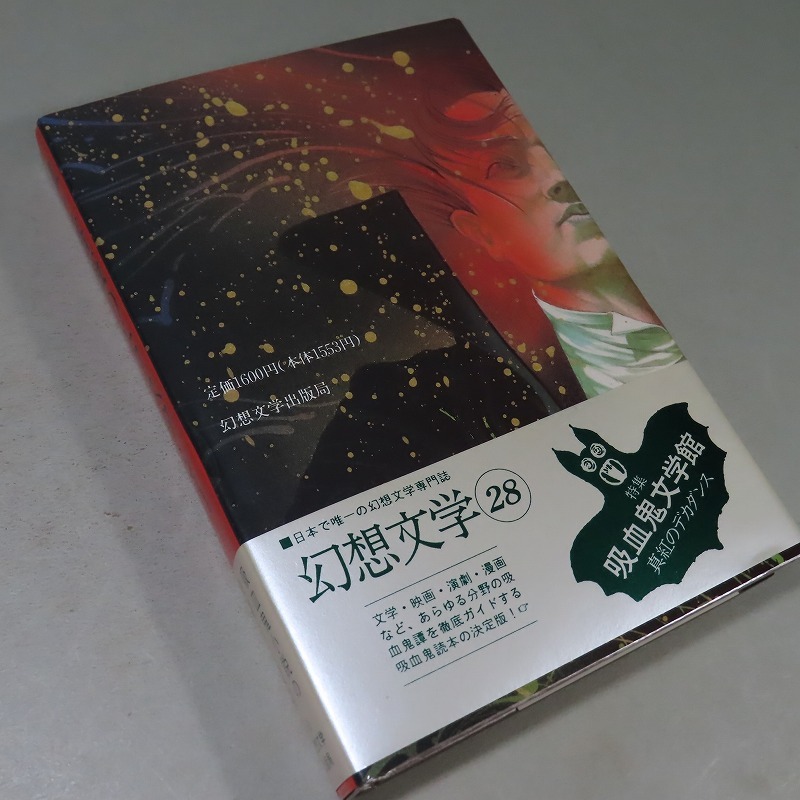 定価1600円(本体1553円)
幻想文学出版局
■日本で唯一の幻想文学専門誌
幻想文学 28
文学・映画・演劇・漫画
など、あらゆる分野の吸
血鬼譚を徹底ガイドする
吸血鬼読本の決定版!☞
特集
吸血鬼文学館
真紅のデカダンス